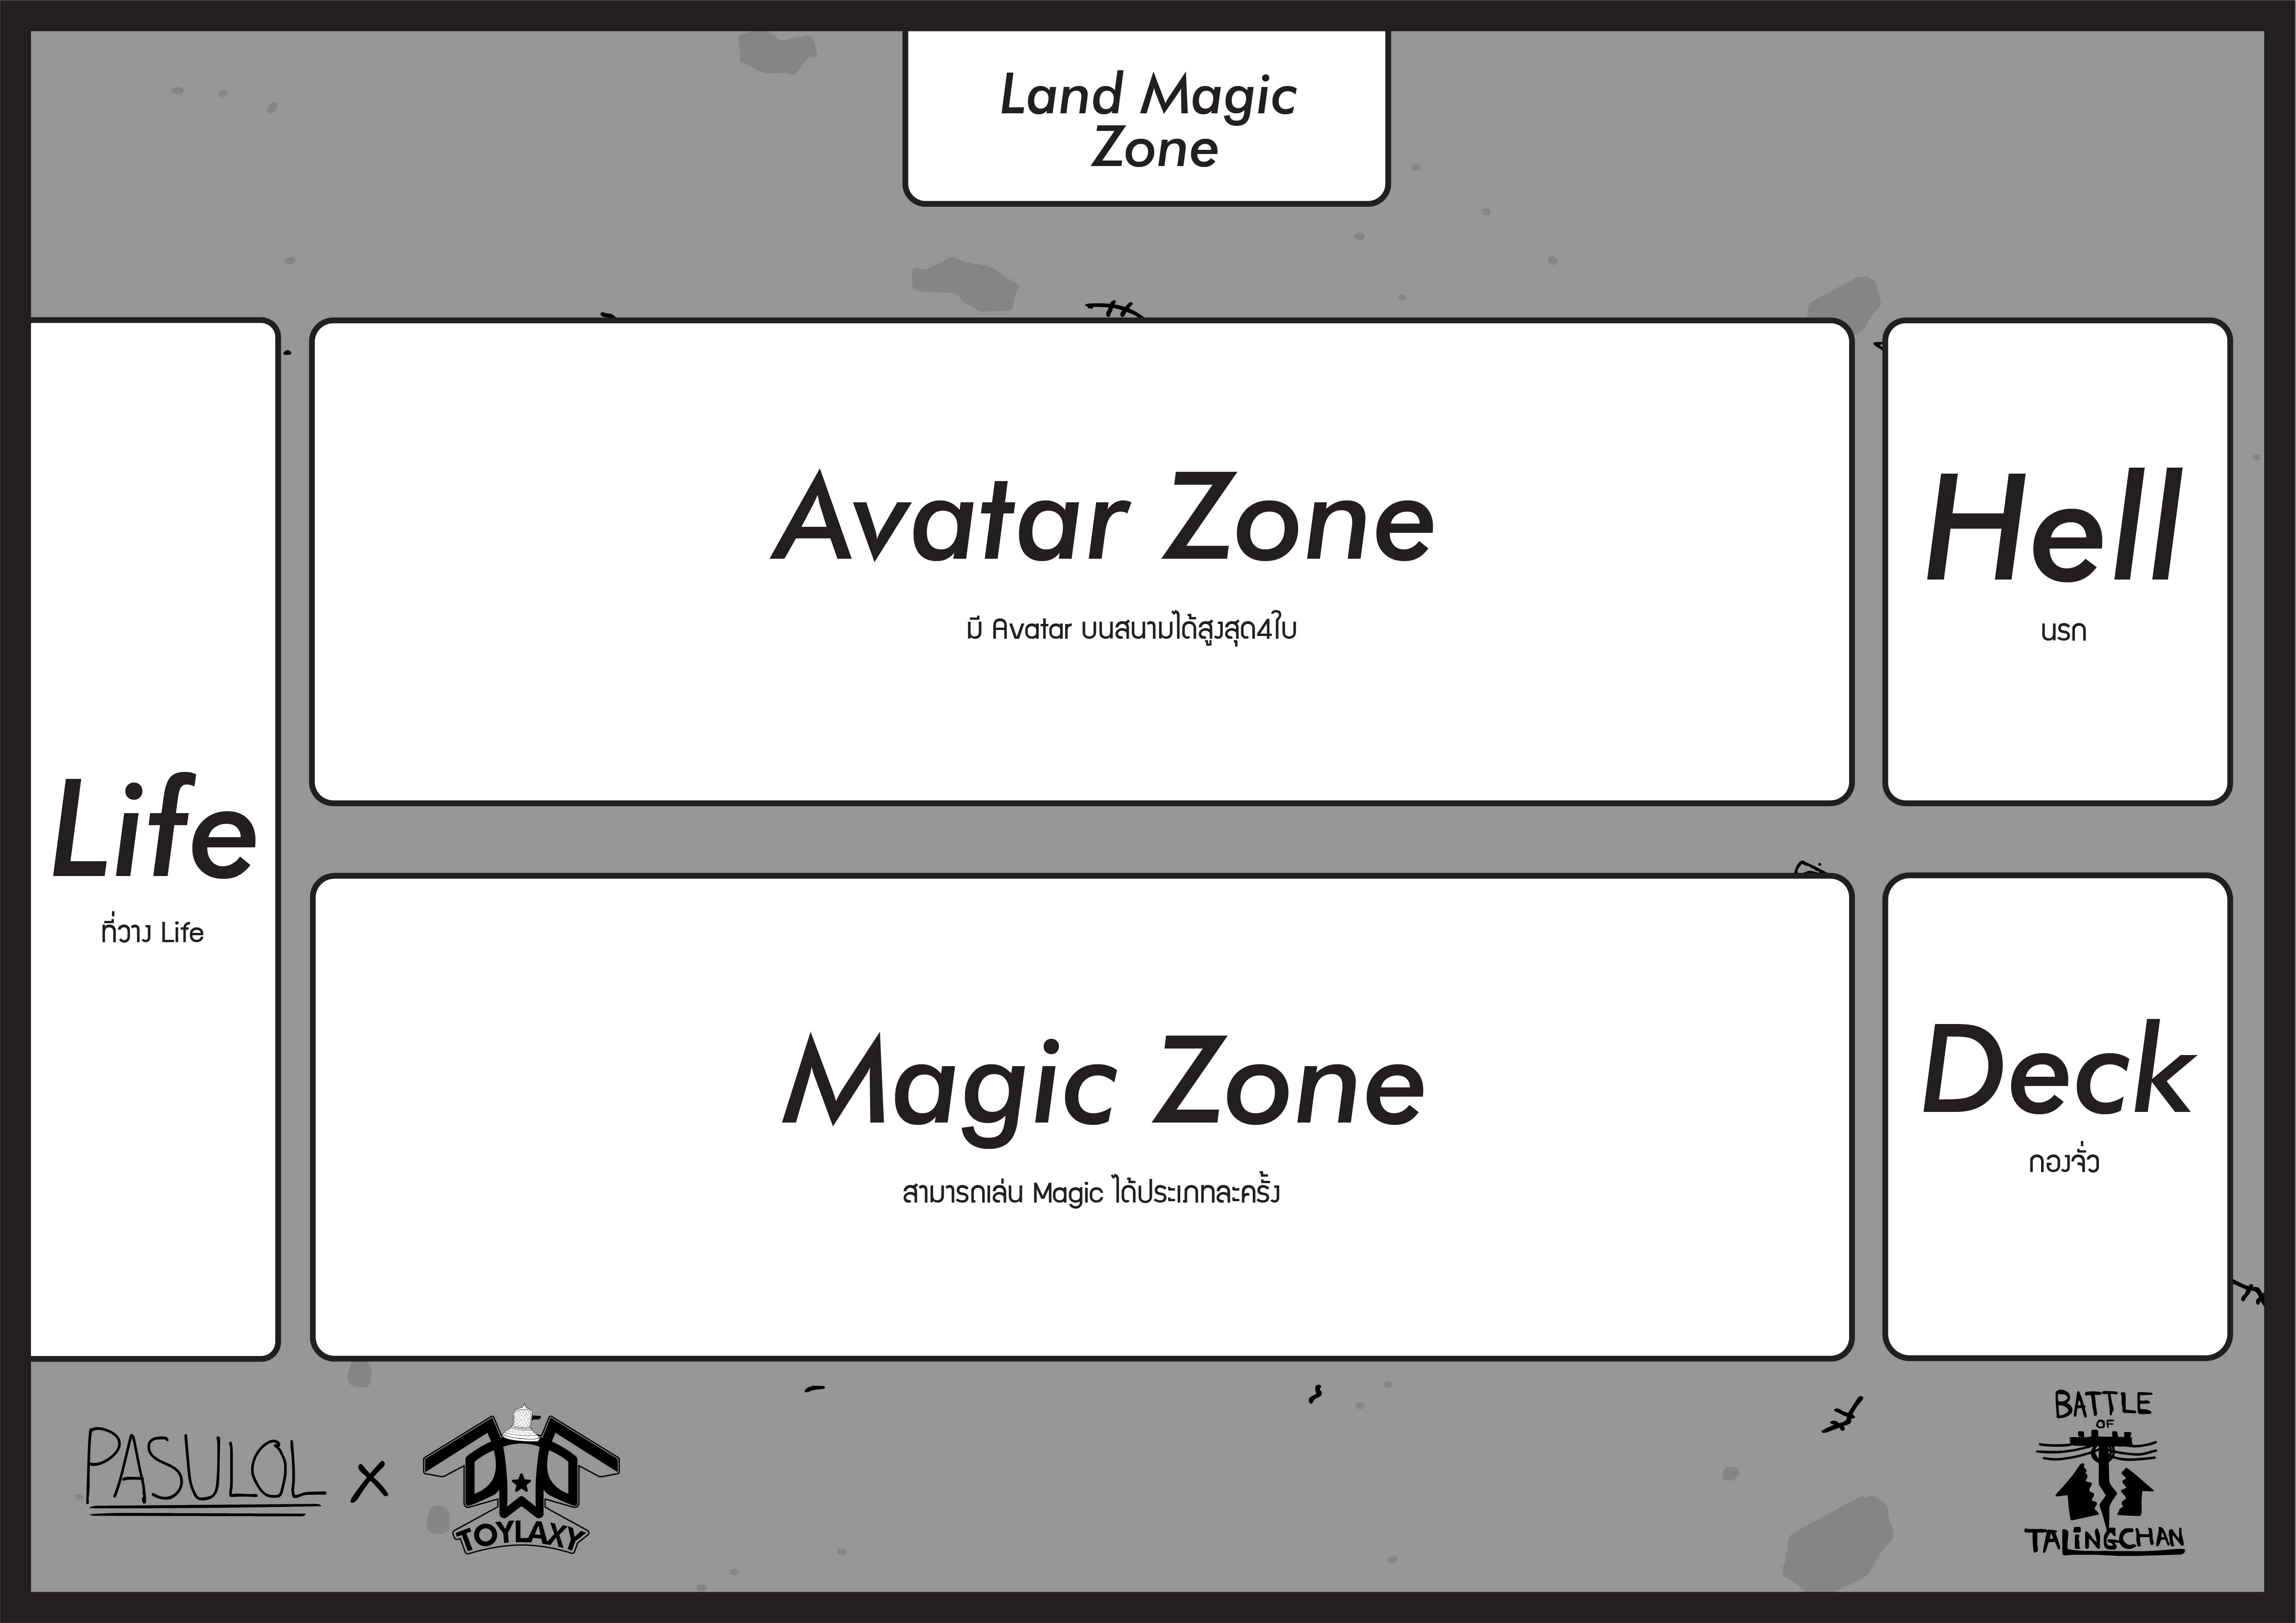 Land Magic
Zone
Avatar Zone
มี Avatar บนสนามได้สูงสุด4ใบ
Hell
นรก
Life
ที่วาง Life
Magic Zone
สามารถเล่น Magic ได้ประเภทละครั้ง
Deck
กองจั่ว
PASULOL x
TOYLAXY
BATTLE
OF
TALiNGCHAN